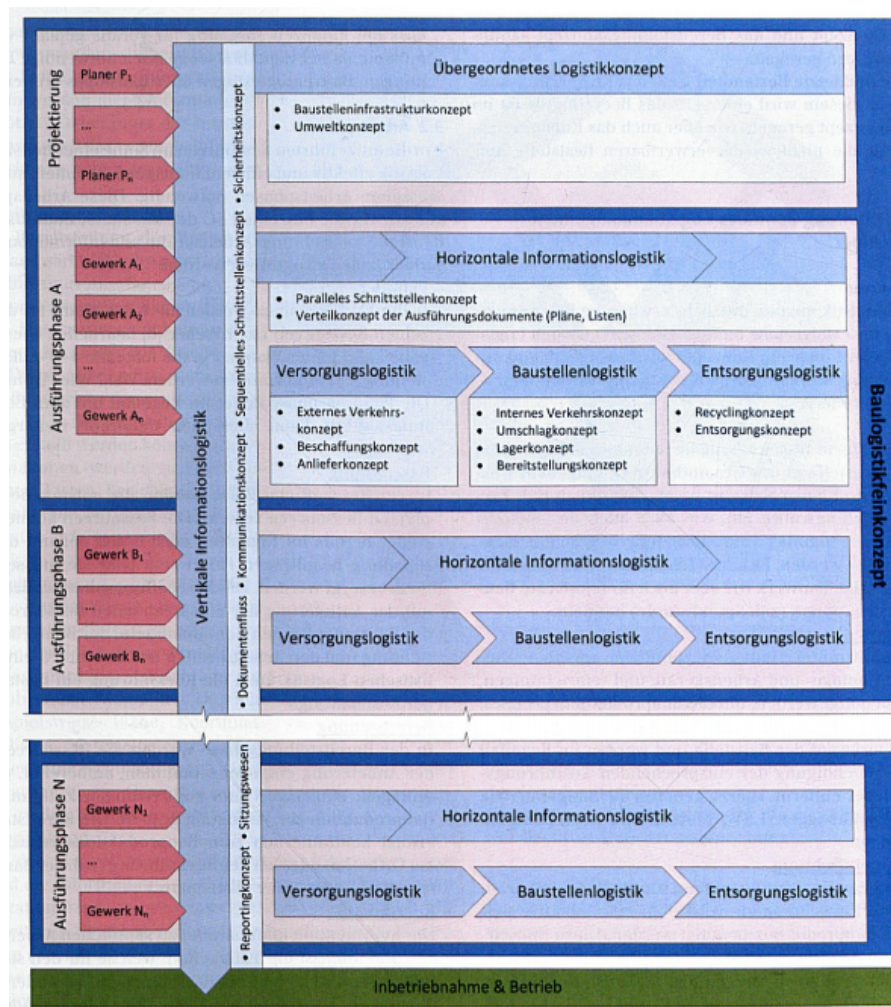 Projektierung
Planer P1
...
Planer Pn
Übergeordnetes Logistikkonzept
• Baustelleninfrastrukturkonzept
• Umweltkonzept
Ausführungsphase A
Gewerk A1
Gewerk A2
...
Gewerk An
Horizontale Informationslogistik
• Paralleles Schnittstellenkonzept
• Verteilkonzept der Ausführungsdokumente (Pläne, Listen)
Versorgungslogistik
• Externes Verkehrs-
konzept
• Beschaffungskonzept
• Anlieferkonzept
Baustellenlogistik
• Internes Verkehrskonzept
• Umschlagkonzept
• Lagerkonzept
• Bereitstellungskonzept
Entsorgungslogistik
• Recyclingkonzept
• Entsorgungskonzept
Ausführungsphase B
Gewerk B1
...
Gewerk Bn
Horizontale Informationslogistik
Versorgungslogistik
Baustellenlogistik
Entsorgungslogistik
Ausführungsphase N
Gewerk N1
...
Gewerk Nn
Horizontale Informationslogistik
Versorgungslogistik
Baustellenlogistik
Entsorgungslogistik
Vertikale Informationslogistik
• Dokumentenfluss • Kommunikationskonzept • Sequentielles Schnittstellenkonzept • Sicherheitskonzept
• Reportingkonzept • Sitzungswesen
Baulogistikfeinkonzept
Inbetriebnahme & Betrieb